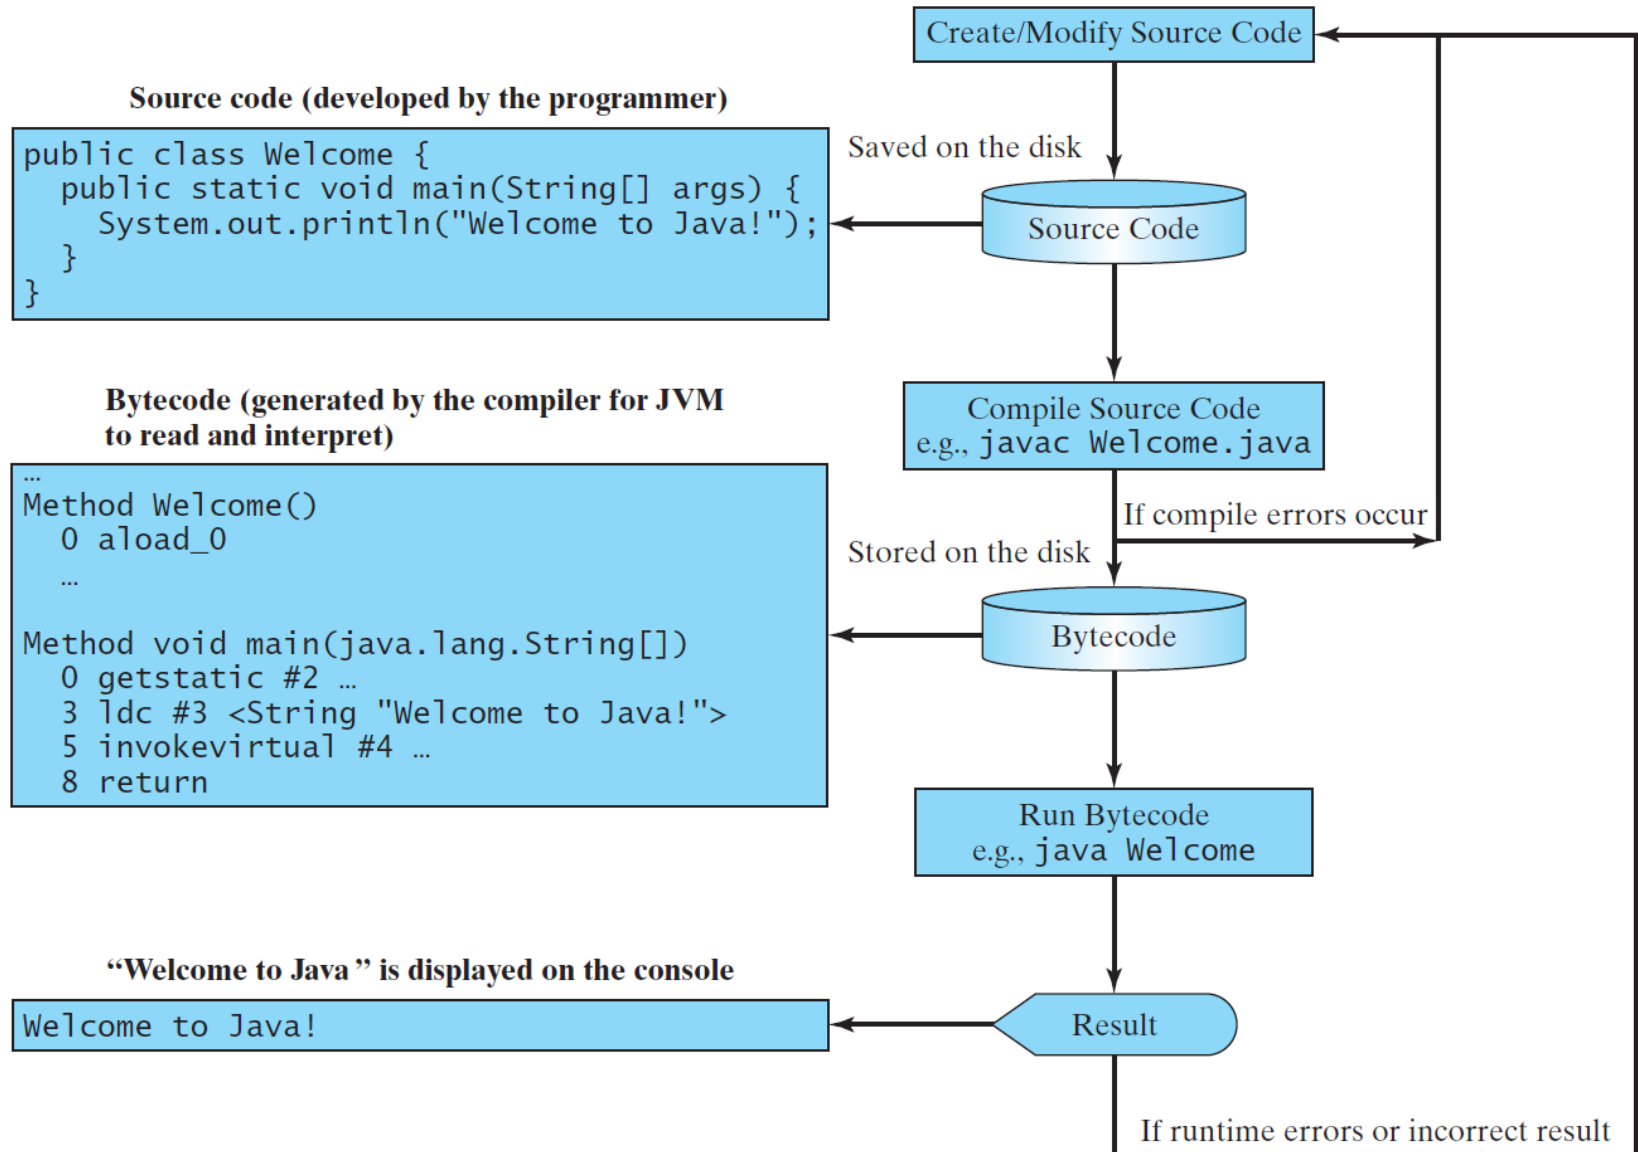 Create/Modify Source Code
Source code (developed by the programmer)
public class Welcome {
  public static void main(String[] args) {
    System.out.println("Welcome to Java!");
  }
}
Saved on the disk
Source Code
Compile Source Code
e.g., javac Welcome.java
If compile errors occur
Bytecode (generated by the compiler for JVM
to read and interpret)
…
Method Welcome()
  0 aload_0
  …
Method void main(java.lang.String[])
  0 getstatic #2 …
  3 ldc #3 <String "Welcome to Java!">
  5 invokevirtual #4 …
  8 return
Stored on the disk
Bytecode
Run Bytecode
e.g., java Welcome
“Welcome to Java” is displayed on the console
Welcome to Java!
Result
If runtime errors or incorrect result